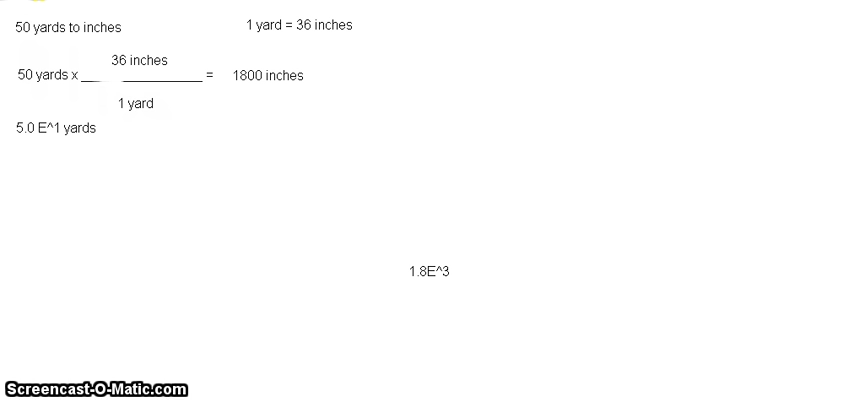 50 yards to inches
1 yard = 36 inches
36 inches
50 yards x ___ ___________ =
1800 inches
1 yard
5.0 E^1 yards
1.8E^3
Screencast-O-Matic.com